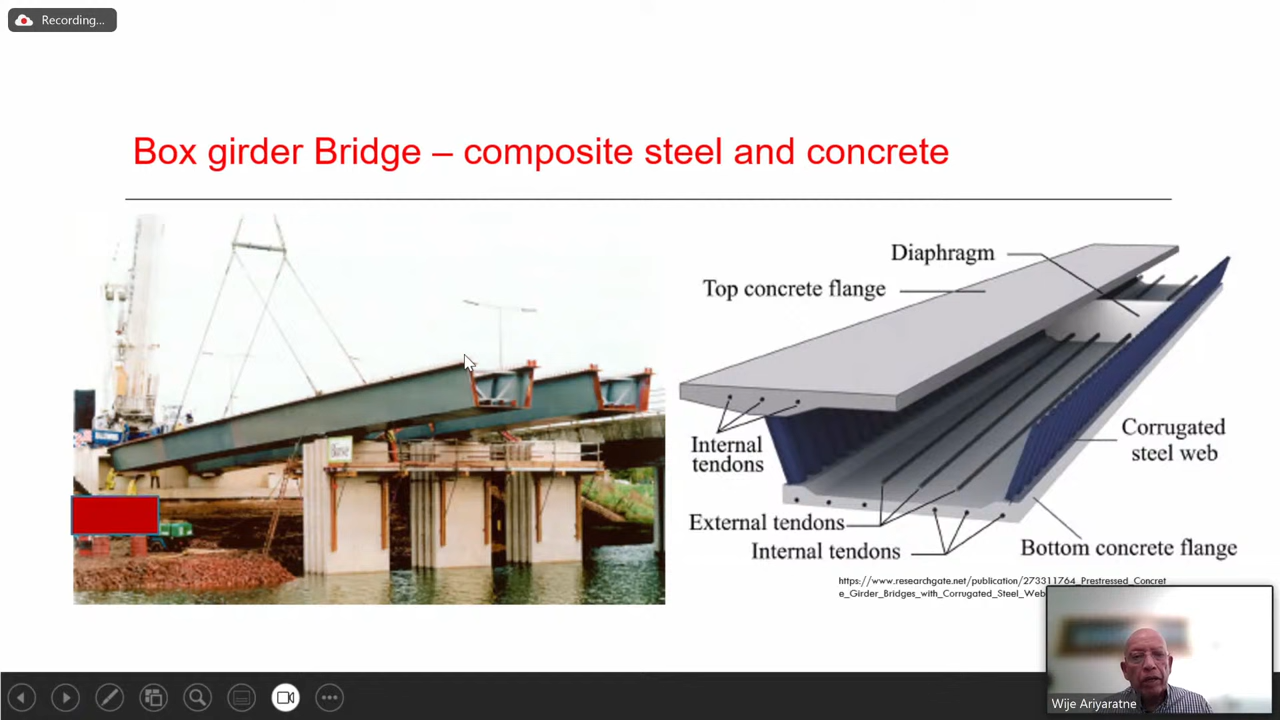 Recording...
Box girder Bridge – composite steel and concrete
Diaphragm
Top concrete flange
Internal
tendons
Corrugated
steel web
External tendons
Internal tendons
Bottom concrete flange
https://www.researchgate.net/publication/273311764_Prestressed_Concret
e_Girder_Bridges_with_Corrugated_Steel_Web
Wije Ariyaratne